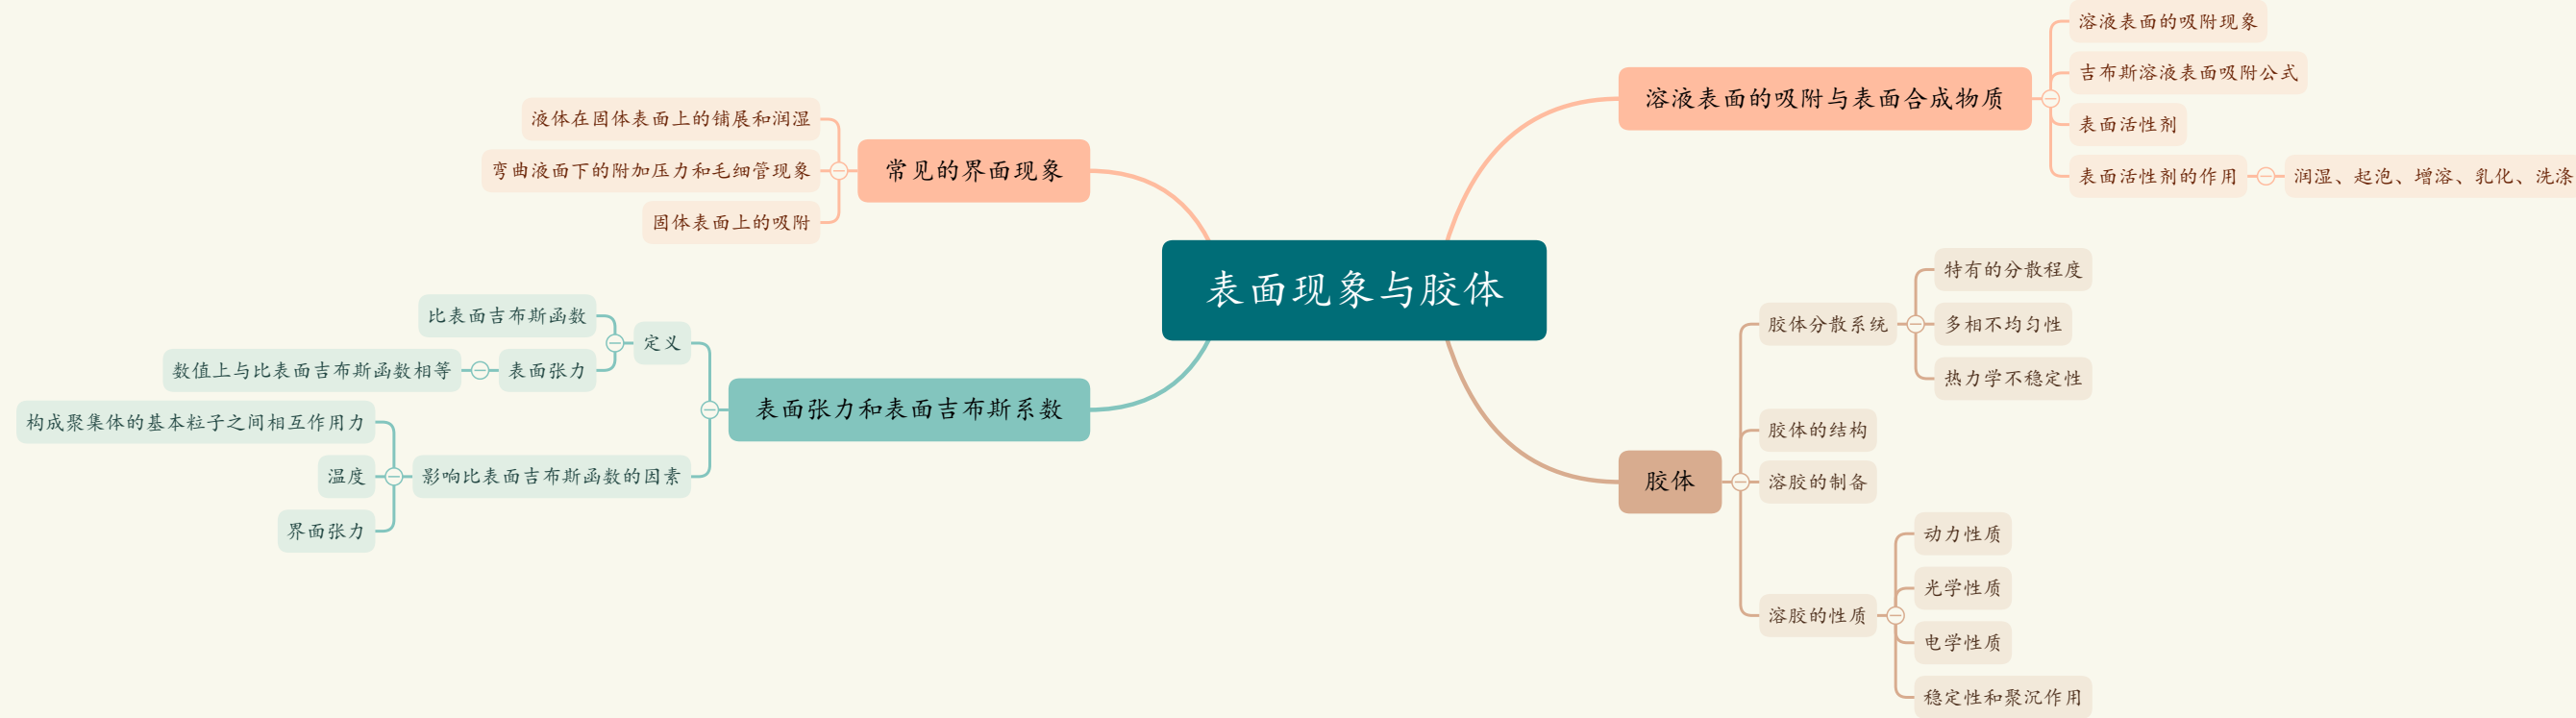 表面现象与胶体
常见的界面现象
液体在固体表面上的铺展和润湿
弯曲液面下的附加压力和毛细管现象
固体表面上的吸附
表面张力和表面吉布斯系数
定义
比表面吉布斯函数
表面张力
数值上与比表面吉布斯函数相等
影响比表面吉布斯函数的因素
构成聚集体的基本粒子之间相互作用力
温度
界面张力
溶液表面的吸附与表面合成物质
溶液表面的吸附现象
吉布斯溶液表面吸附公式
表面活性剂
表面活性剂的作用
润湿、起泡、增溶、乳化、洗涤
胶体
胶体分散系统
特有的分散程度
多相不均匀性
热力学不稳定性
胶体的结构
溶胶的制备
溶胶的性质
动力性质
光学性质
电学性质
稳定性和聚沉作用